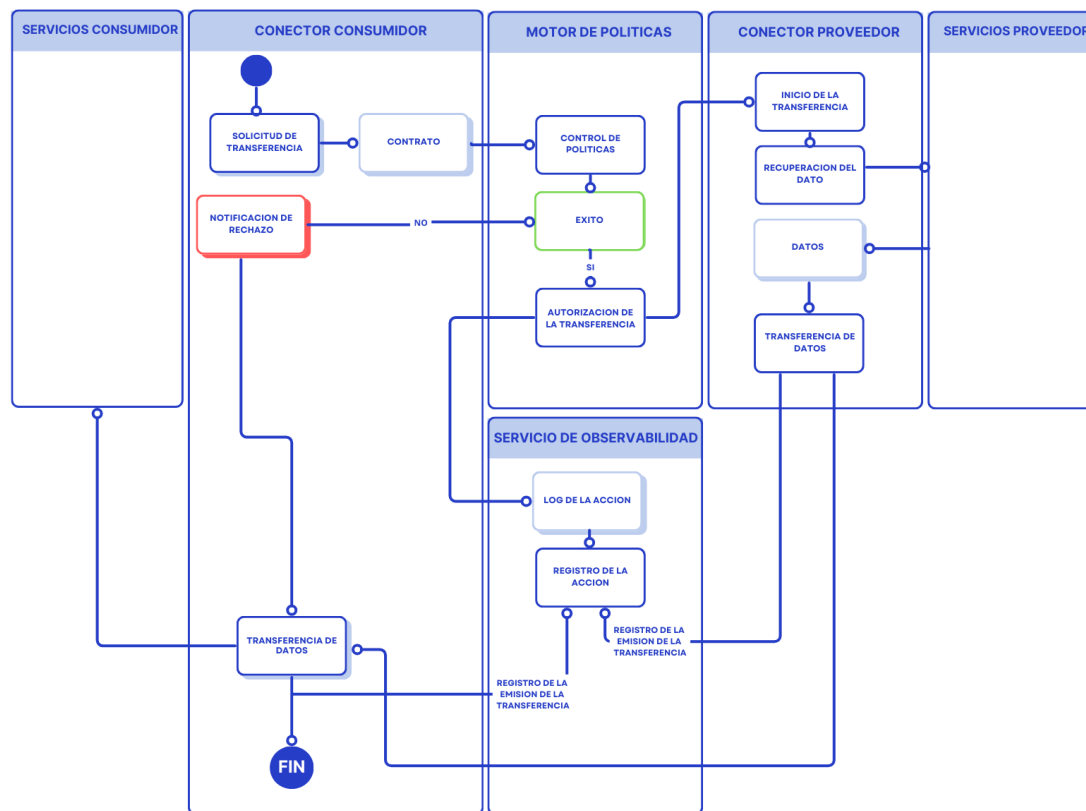 SERVICIOS CONSUMIDOR
CONECTOR CONSUMIDOR
MOTOR DE POLITICAS
CONECTOR PROVEEDOR
SERVICIOS PROVEEDOR
SOLICITUD DE
TRANSFERENCIA
CONTRATO
CONTROL DE
POLITICAS
INICIO DE LA
TRANSFERENCIA
RECUPERACION DEL
DATO
NOTIFICACION DE
RECHAZO
NO
EXITO
DATOS
SI
AUTORIZACION DE
LA TRANSFERENCIA
TRANSFERENCIA DE
DATOS
SERVICIO DE OBSERVABILIDAD
LOG DE LA ACCION
REGISTRO DE LA
ACCION
TRANSFERENCIA DE
DATOS
REGISTRO DE LA
EMISION DE LA
TRANSFERENCIA
REGISTRO DE LA
EMISION DE LA
TRANSFERENCIA
FIN